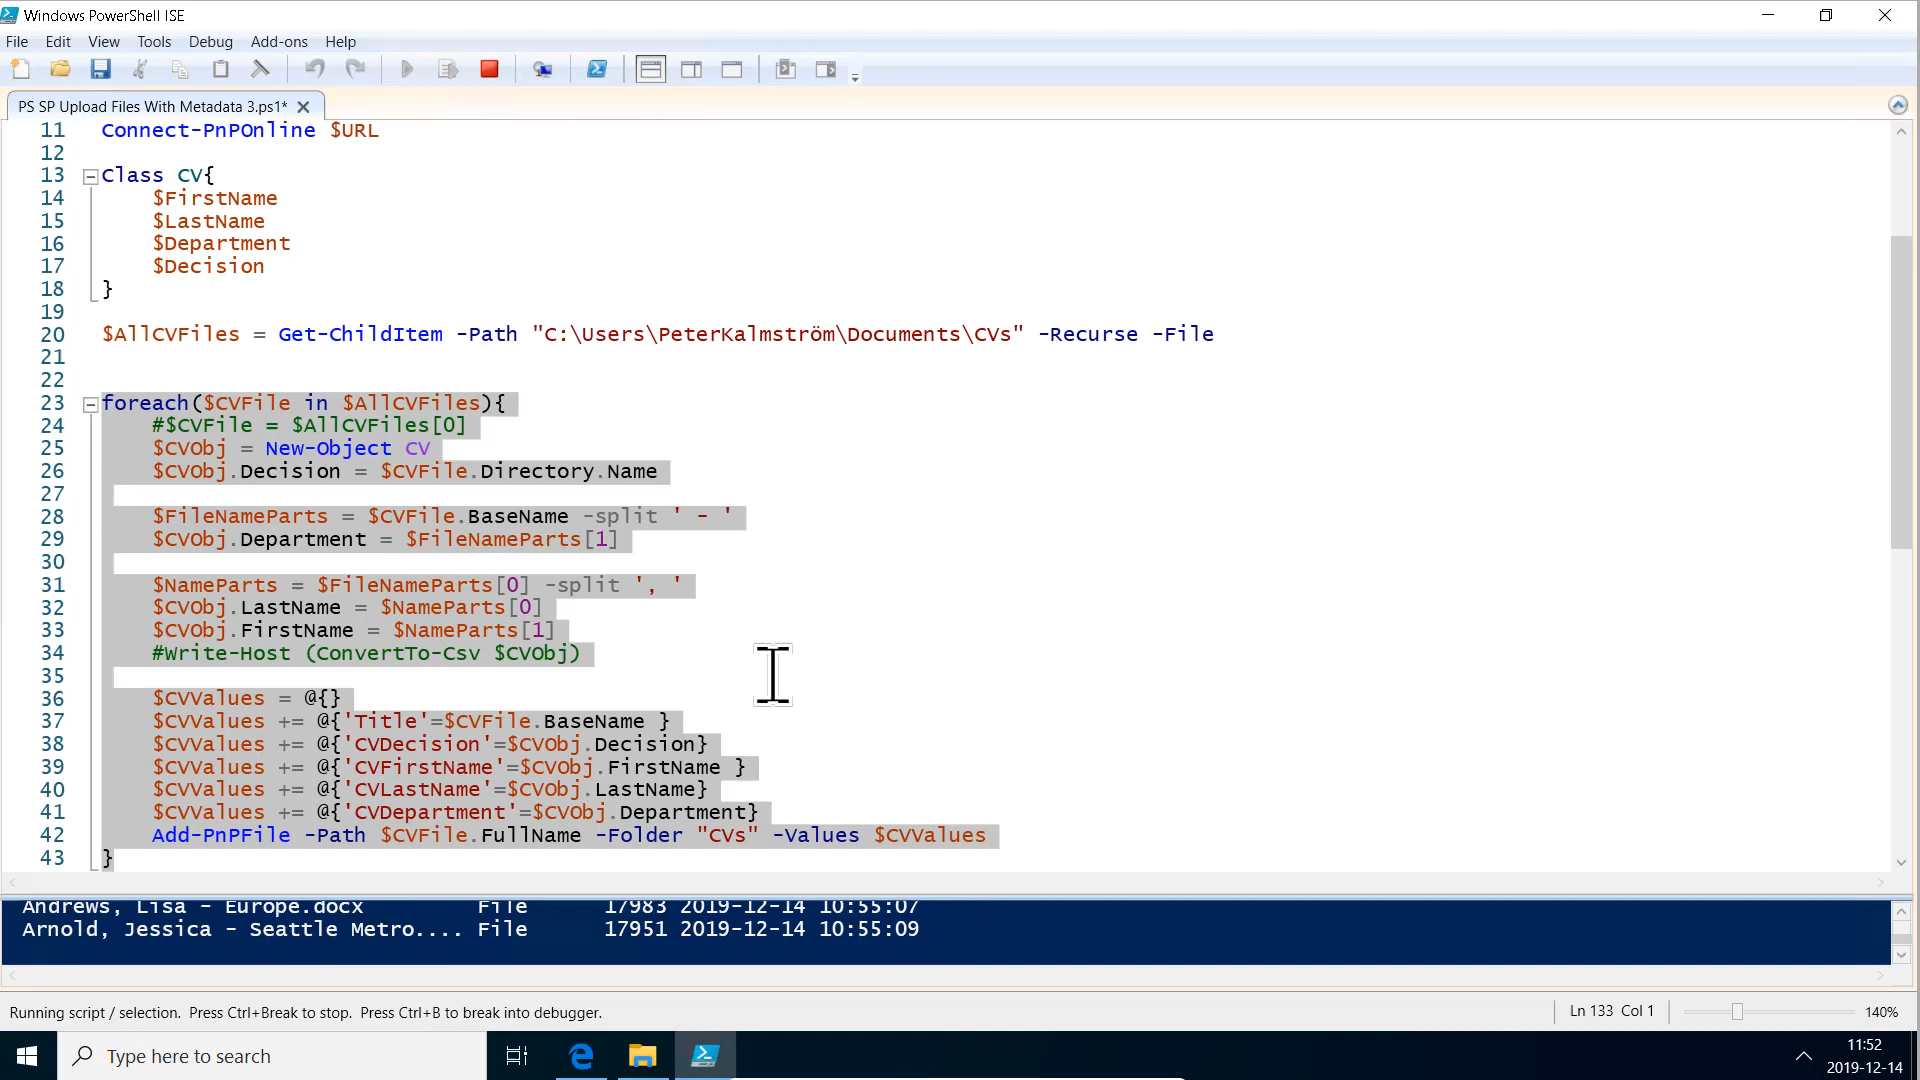 Windows PowerShell ISE
File Edit View Tools Debug Add-ons Help
PS SP Upload Files With Metadata 3.ps1*
11 Connect-PnPOnline $URL
12
13 Class CV{
14 $FirstName
15 $LastName
16 $Department
17 $Decision
18 }
19
20 $AllCVFiles = Get-ChildItem -Path "C:\Users\PeterKalmström\Documents\CVs" -Recurse -File
21
22
23 foreach($CVFile in $AllCVFiles){
24 #$CVFile = $AllCVFiles[0]
25 $CVObj = New-Object CV
26 $CVObj.Decision = $CVFile.Directory.Name
27
28 $FileNameParts = $CVFile.BaseName -split ' - '
29 $CVObj.Department = $FileNameParts[1]
30
31 $NameParts = $FileNameParts[0] -split ', '
32 $CVObj.LastName = $NameParts[0]
33 $CVObj.FirstName = $NameParts[1]
34 #Write-Host (ConvertTo-Csv $CVObj)
35
36 $CVValues = @{}
37 $CVValues += @{'Title'=$CVFile.BaseName }
38 $CVValues += @{'CVDecision'=$CVObj.Decision}
39 $CVValues += @{'CVFirstName'=$CVObj.FirstName }
40 $CVValues += @{'CVLastName'=$CVObj.LastName}
41 $CVValues += @{'CVDepartment'=$CVObj.Department}
42 Add-PnPFile -Path $CVFile.FullName -Folder "CVs" -Values $CVValues
43 }
Andrews, Lisa - Europe.docx File 17983 2019-12-14 10:55:07
Arnold, Jessica - Seattle Metro.... File 17951 2019-12-14 10:55:09
Running script / selection. Press Ctrl+Break to stop. Press Ctrl+B to break into debugger.
Ln 133 Col 1
140%
Type here to search
11:52
2019-12-14